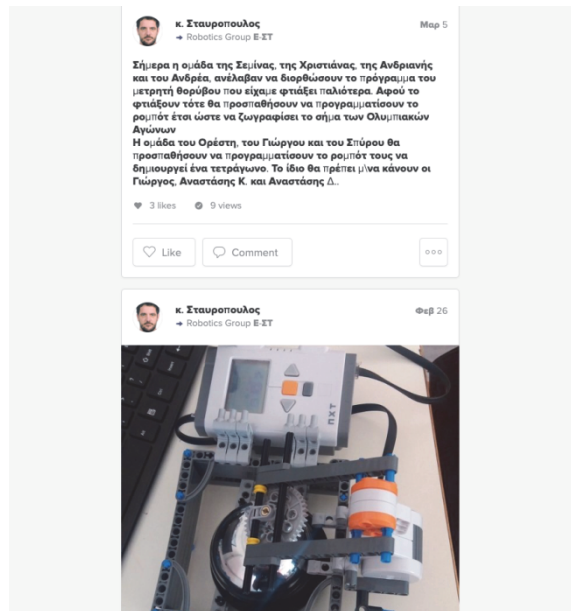 κ. Σταυροπουλος
Μαρ 5
➔ Robotics Group Ε-ΣΤ
Σήμερα η ομάδα της Σεμίνας, της Χριστιάνας, της Ανδριανής
και του Ανδρέα, ανέλαβαν να διορθώσουν το πρόγραμμα του
μετρητή θορύβου που είχαμε φτιάξει παλιότερα. Αφού το
φτιάξουν τότε θα προσπαθήσουν να προγραμματίσουν το
ρομπότ έτσι ώστε να ζωγραφίσει το σήμα των Ολυμπιακών
Αγώνων
Η ομάδα του Ορέστη, του Γιώργου και του Σπύρου θα
προσπαθήσουν να προγραμματίσουν το ρομπότ τους να
δημιουργεί ένα τετράγωνο. Το ίδιο θα πρέπει μ\να κάνουν οι
Γιώργος, Αναστάσης Κ. και Αναστάσης Δ..
3 likes
9 views
Like
Comment
κ. Σταυροπουλος
Φεβ 26
➔ Robotics Group Ε-ΣΤ
NXT